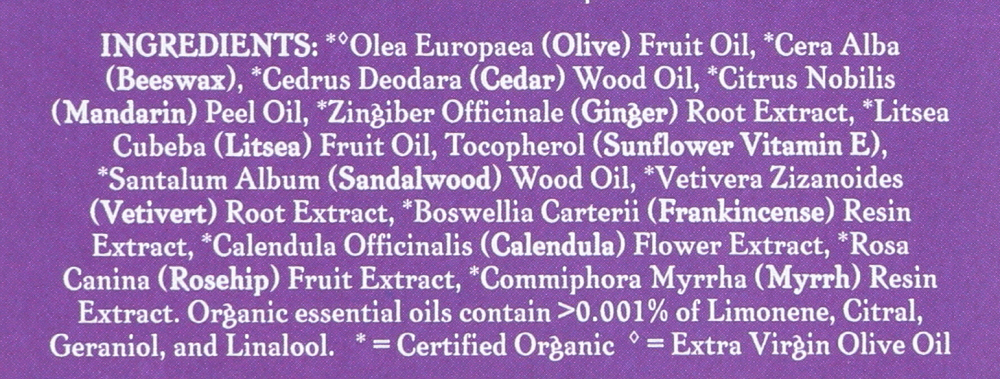 INGREDIENTS: *◊Olea Europaea (Olive) Fruit Oil, *Cera Alba
(Beeswax), *Cedrus Deodara (Cedar) Wood Oil, *Citrus Nobilis
(Mandarin) Peel Oil, *Zingiber Officinale (Ginger) Root Extract, *Litsea
Cubeba (Litsea) Fruit Oil, Tocopherol (Sunflower Vitamin E),
*Santalum Album (Sandalwood) Wood Oil, *Vetivera Zizanoides
(Vetivert) Root Extract, *Boswellia Carterii (Frankincense) Resin
Extract, *Calendula Officinalis (Calendula) Flower Extract, *Rosa
Canina (Rosehip) Fruit Extract, *Commiphora Myrrha (Myrrh) Resin
Extract. Organic essential oils contain >0.001% of Limonene, Citral,
Geraniol, and Linalool. * = Certified Organic ◊ = Extra Virgin Olive Oil